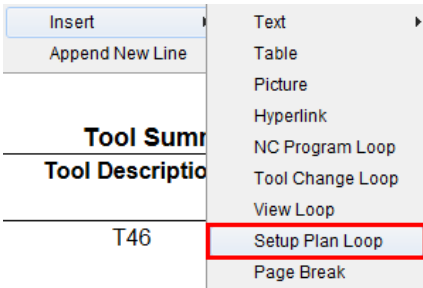 Insert
Append New Line
Tool Summ
Tool Descriptio
T46
Text
Table
Picture
Hyperlink
NC Program Loop
Tool Change Loop
View Loop
Setup Plan Loop
Page Break